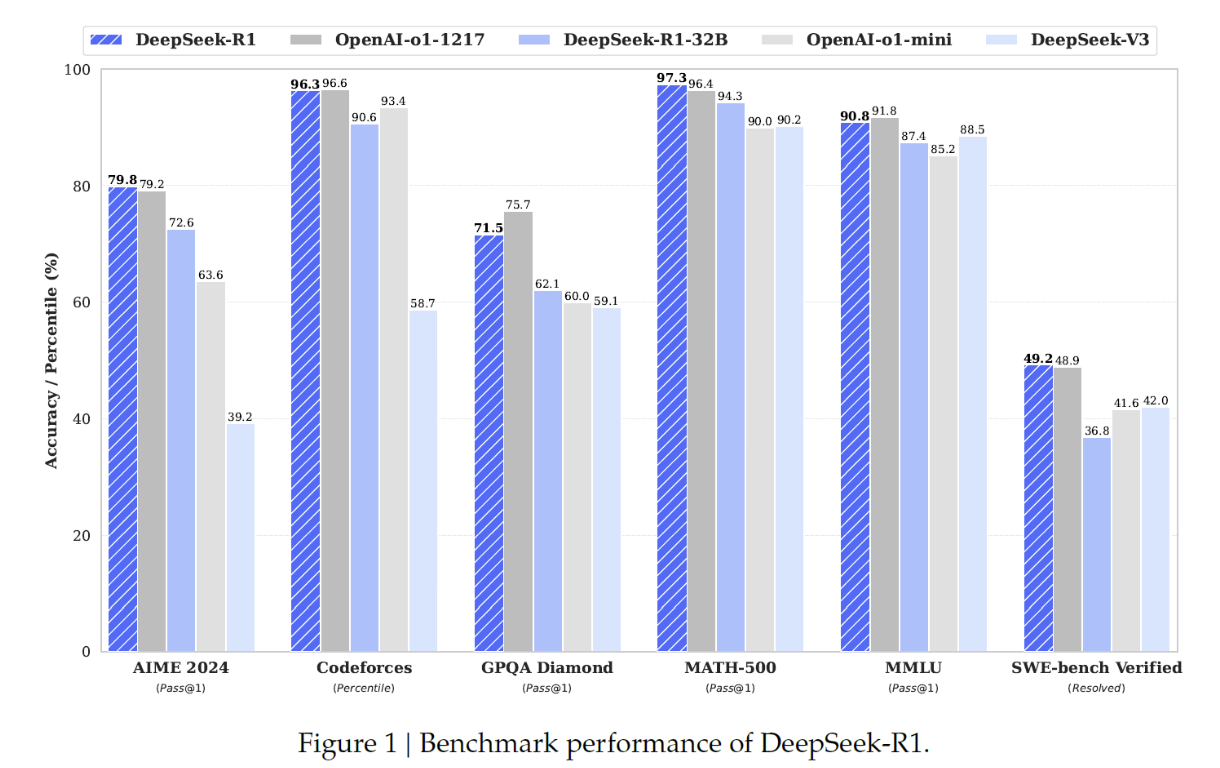 DeepSeek-R1 OpenAI-o1-1217 DeepSeek-R1-32B OpenAI-o1-mini DeepSeek-V3
Accuracy / Percentile (%)
100
80
60
40
20
0
79.8 79.2 72.6 63.6 39.2
96.3 96.6 90.6 93.4 58.7
71.5 75.7 62.1 60.0 59.1
97.3 96.4 94.3 90.0 90.2
90.8 91.8 87.4 85.2 88.5
49.2 48.9 36.8 41.6 42.0
AIME 2024 Codeforces GPQA Diamond MATH-500 MMLU SWE-bench Verified
(Pass@1) (Percentile) (Pass@1) (Pass@1) (Pass@1) (Resolved)
Figure 1 | Benchmark performance of DeepSeek-R1.